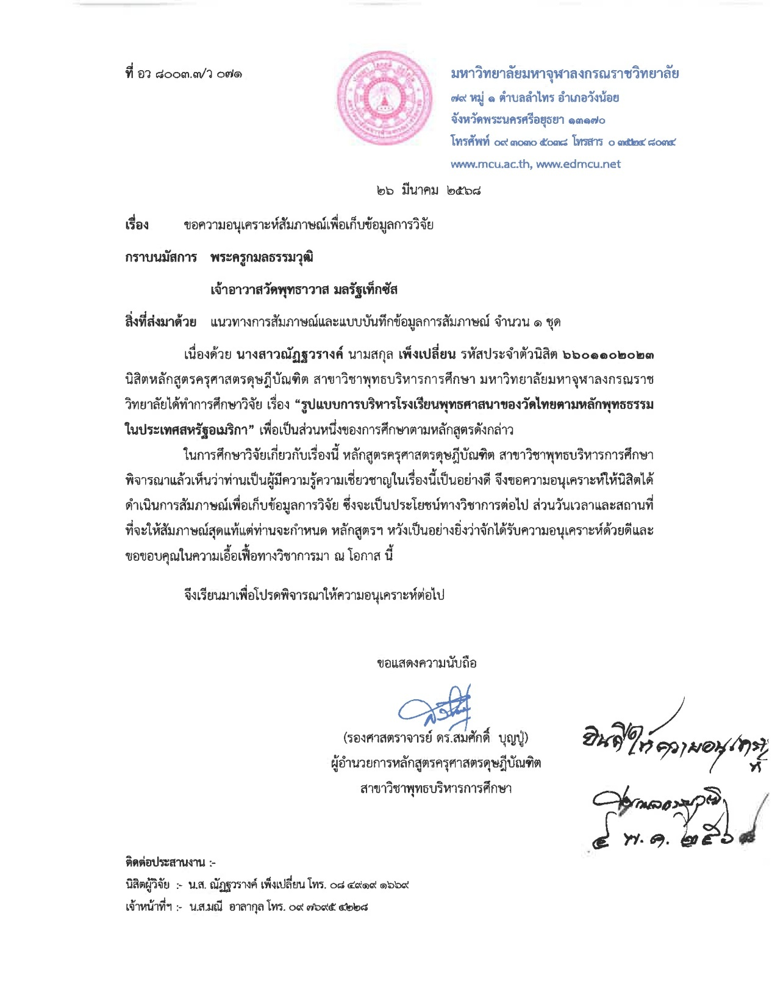 ที่ อว ๘๐๐๓.๓/ว ๐๗๑
มหาวิทยาลัยมหาจุฬาลงกรณราชวิทยาลัย
๗๙ หมู่ ๑ ตำบลลำไทร อำเภอวังน้อย
จังหวัดพระนครศรีอยุธยา ๑๓๑๗๐
โทรศัพท์ ๐๙ ๓๐๓๐ ๕๐๓๘ โทรสาร ๐ ๓๕๒๔ ๘๐๓๔
www.mcu.ac.th, www.edmcu.net
๒๖ มีนาคม ๒๕๖๘
เรื่อง ขอความอนุเคราะห์สัมภาษณ์เพื่อเก็บข้อมูลการวิจัย
กราบนมัสการ พระครูกมลธรรมวุฒิ
เจ้าอาวาสวัดพุทธาวาส มลรัฐเท็กซัส
สิ่งที่ส่งมาด้วย แนวทางการสัมภาษณ์และแบบบันทึกข้อมูลการสัมภาษณ์ จำนวน ๑ ชุด
เนื่องด้วย นางสาวณัฏฐวรางค์ นามสกุล เพ็งเปลี่ยน รหัสประจำตัวนิสิต ๖๖๐๑๑๐๒๐๒๓
นิสิตหลักสูตรครุศาสตรดุษฎีบัณฑิต สาขาวิชาพุทธบริหารการศึกษา มหาวิทยาลัยมหาจุฬาลงกรณราช
วิทยาลัยได้ทำการศึกษาวิจัย เรื่อง “รูปแบบการบริหารโรงเรียนพุทธศาสนาของวัดไทยตามหลักพุทธธรรม
ในประเทศสหรัฐอเมริกา” เพื่อเป็นส่วนหนึ่งของการศึกษาตามหลักสูตรดังกล่าว
ในการศึกษาวิจัยเกี่ยวกับเรื่องนี้ หลักสูตรครุศาสตรดุษฎีบัณฑิต สาขาวิชาพุทธบริหารการศึกษา
พิจารณาแล้วเห็นว่าท่านเป็นผู้มีความรู้ความเชี่ยวชาญในเรื่องนี้เป็นอย่างดี จึงขอความอนุเคราะห์ให้นิสิตได้
ดำเนินการสัมภาษณ์เพื่อเก็บข้อมูลการวิจัย ซึ่งจะเป็นประโยชน์ทางวิชาการต่อไป ส่วนวันเวลาและสถานที่
ที่จะให้สัมภาษณ์สุดแท้แต่ท่านจะกำหนด หลักสูตรฯ หวังเป็นอย่างยิ่งว่าจักได้รับความอนุเคราะห์ด้วยดีและ
ขอขอบคุณในความเอื้อเฟื้อทางวิชาการมา ณ โอกาส นี้
จึงเรียนมาเพื่อโปรดพิจารณาให้ความอนุเคราะห์ต่อไป
ขอแสดงความนับถือ
(รองศาสตราจารย์ ดร.สมศักดิ์ บุญปู่)
ผู้อำนวยการหลักสูตรครุศาสตรดุษฎีบัณฑิต
สาขาวิชาพุทธบริหารการศึกษา
ยินดีให้ความอนุเคราะห์
๔ พ.ค. ๒๕๖๘
ติดต่อประสานงาน :-
นิสิตผู้วิจัย :- น.ส. ณัฏฐวรางค์ เพ็งเปลี่ยน โทร. ๐๘ ๔๙๑๙ ๑๖๖๙
เจ้าหน้าที่ฯ :- น.ส.มณี อาลากุล โทร. ๐๙ ๗๖๙๕ ๔๒๒๘